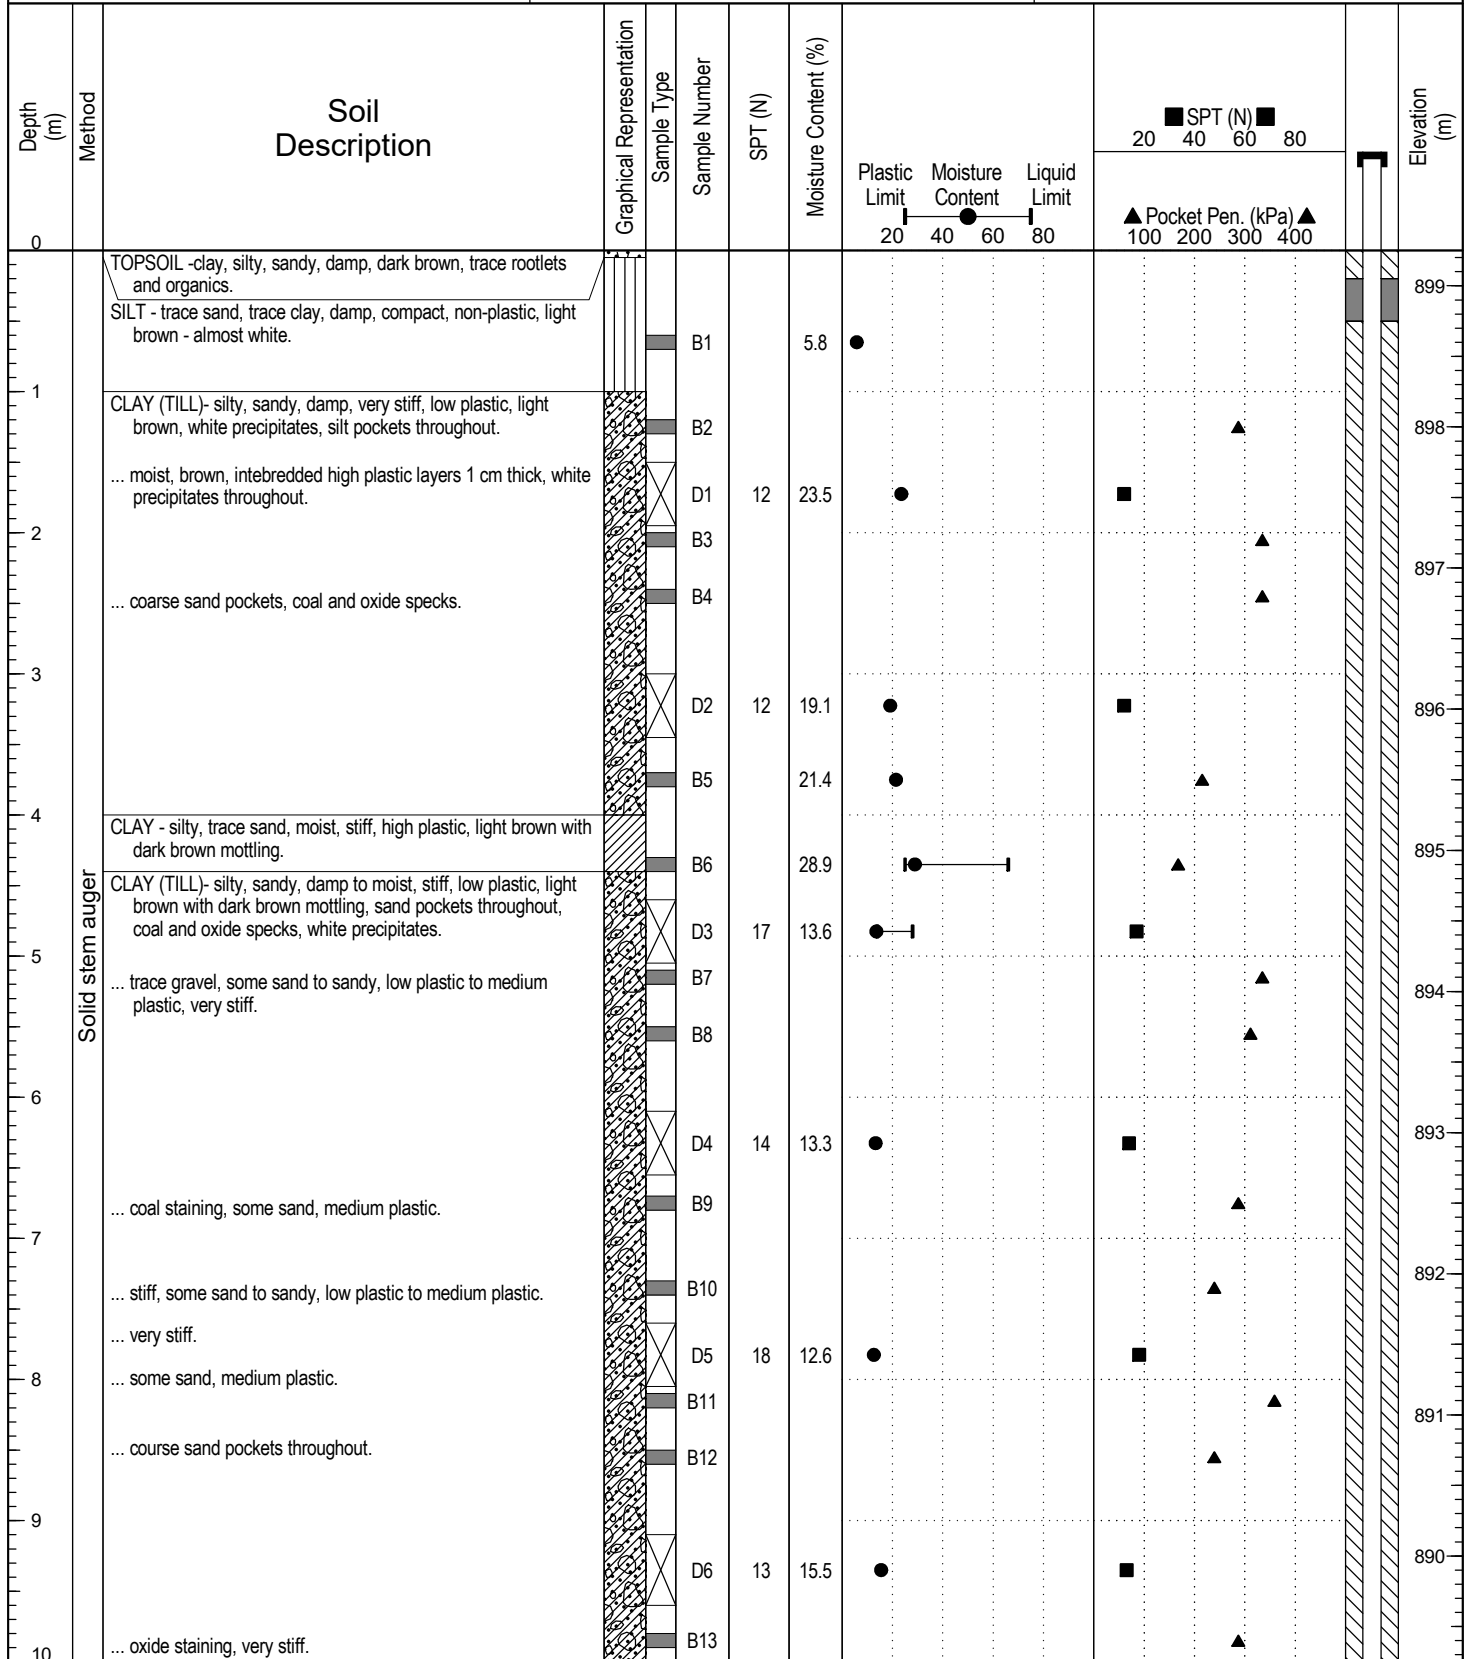 Depth
(m)
Method
Soil
Description
Graphical Representation
Sample Type
Sample Number
SPT (N)
Moisture Content (%)
Plastic Moisture Liquid
Limit Content Limit
20 40 60 80
SPT (N)
20 40 60 80
Pocket Pen. (kPa)
100 200 300 400
Elevation
(m)
0
TOPSOIL -clay, silty, sandy, damp, dark brown, trace rootlets
and organics.
899
SILT - trace sand, trace clay, damp, compact, non-plastic, light
brown - almost white.
B1 5.8
1
CLAY (TILL)- silty, sandy, damp, very stiff, low plastic, light
brown, white precipitates, silt pockets throughout.
B2 898
... moist, brown, intebredded high plastic layers 1 cm thick, white
precipitates throughout.
D1 12 23.5
2
B3
897
... coarse sand pockets, coal and oxide specks.
B4
3
D2 12 19.1 896
B5 21.4
4
CLAY - silty, trace sand, moist, stiff, high plastic, light brown with
dark brown mottling.
B6 28.9 895
Solid stem auger
CLAY (TILL)- silty, sandy, damp to moist, stiff, low plastic, light
brown with dark brown mottling, sand pockets throughout,
coal and oxide specks, white precipitates.
D3 17 13.6
5
... trace gravel, some sand to sandy, low plastic to medium
plastic, very stiff.
B7
894
B8
6
D4 14 13.3 893
... coal staining, some sand, medium plastic.
B9
7
892
... stiff, some sand to sandy, low plastic to medium plastic.
B10
... very stiff.
D5 18 12.6
8
... some sand, medium plastic.
B11
891
... course sand pockets throughout.
B12
9
890
D6 13 15.5
... oxide staining, very stiff.
B13
10